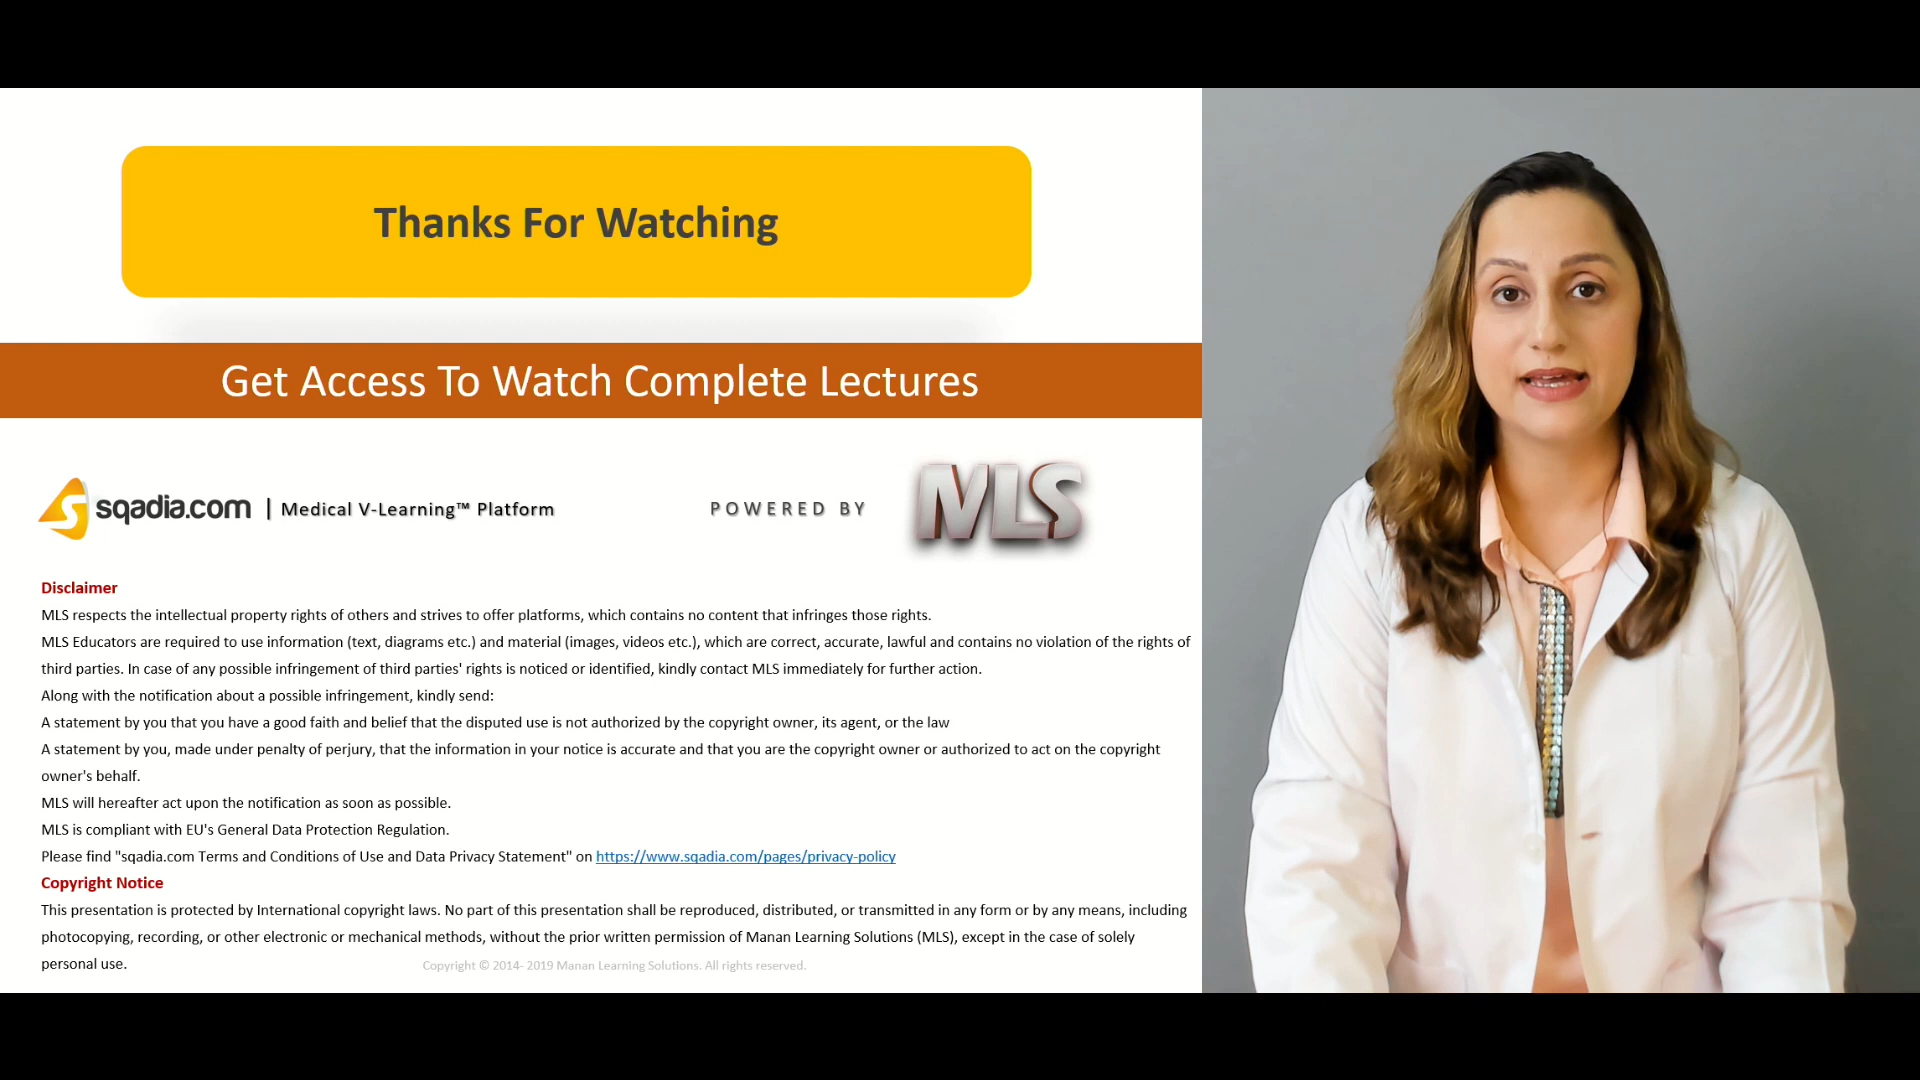 Thanks For Watching
Get Access To Watch Complete Lectures
sqadia.com | Medical V-Learning™ Platform
POWERED BY MLS
Disclaimer
MLS respects the intellectual property rights of others and strives to offer platforms, which contains no content that infringes those rights.
MLS Educators are required to use information (text, diagrams etc.) and material (images, videos etc.), which are correct, accurate, lawful and contains no violation of the rights of
third parties. In case of any possible infringement of third parties' rights is noticed or identified, kindly contact MLS immediately for further action.
Along with the notification about a possible infringement, kindly send:
A statement by you that you have a good faith and belief that the disputed use is not authorized by the copyright owner, its agent, or the law
A statement by you, made under penalty of perjury, that the information in your notice is accurate and that you are the copyright owner or authorized to act on the copyright
owner's behalf.
MLS will hereafter act upon the notification as soon as possible.
MLS is compliant with EU's General Data Protection Regulation.
Please find "sqadia.com Terms and Conditions of Use and Data Privacy Statement" on https://www.sqadia.com/pages/privacy-policy
Copyright Notice
This presentation is protected by International copyright laws. No part of this presentation shall be reproduced, distributed, or transmitted in any form or by any means, including
photocopying, recording, or other electronic or mechanical methods, without the prior written permission of Manan Learning Solutions (MLS), except in the case of solely
personal use.
Copyright © 2014- 2019 Manan Learning Solutions. All rights reserved.